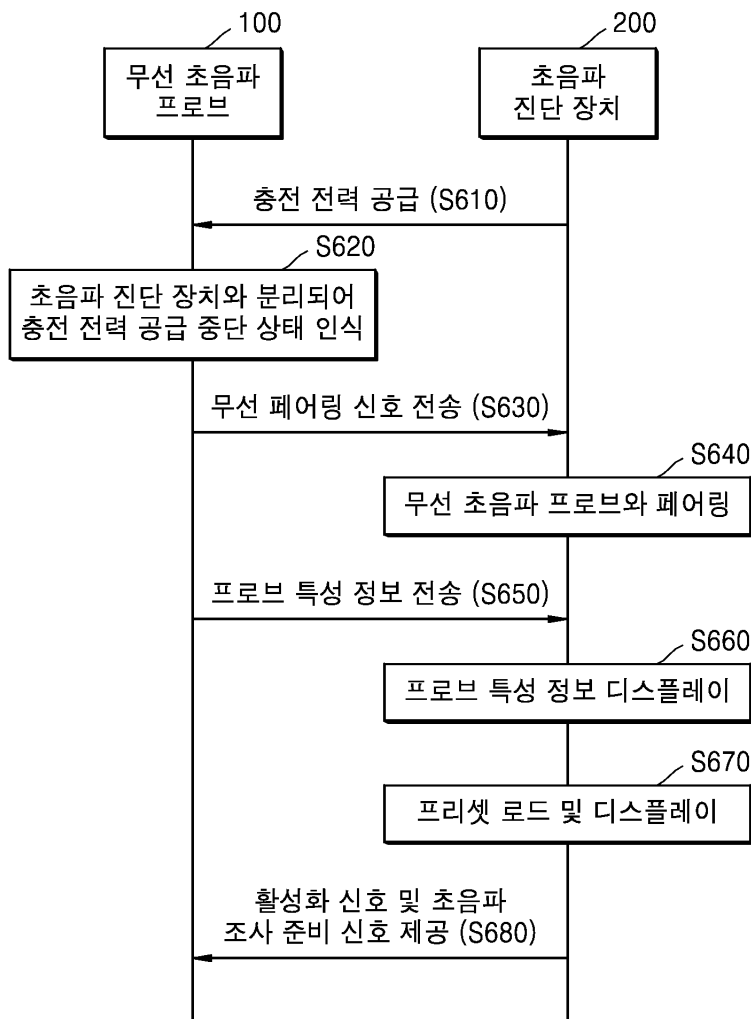 100
무선 초음파
프로브
200
초음파
진단 장치
충전 전력 공급 (S610)
S620
초음파 진단 장치와 분리되어
충전 전력 공급 중단 상태 인식
무선 페어링 신호 전송 (S630)
S640
무선 초음파 프로브와 페어링
프로브 특성 정보 전송 (S650)
S660
프로브 특성 정보 디스플레이
S670
프리셋 로드 및 디스플레이
활성화 신호 및 초음파
조사 준비 신호 제공 (S680)